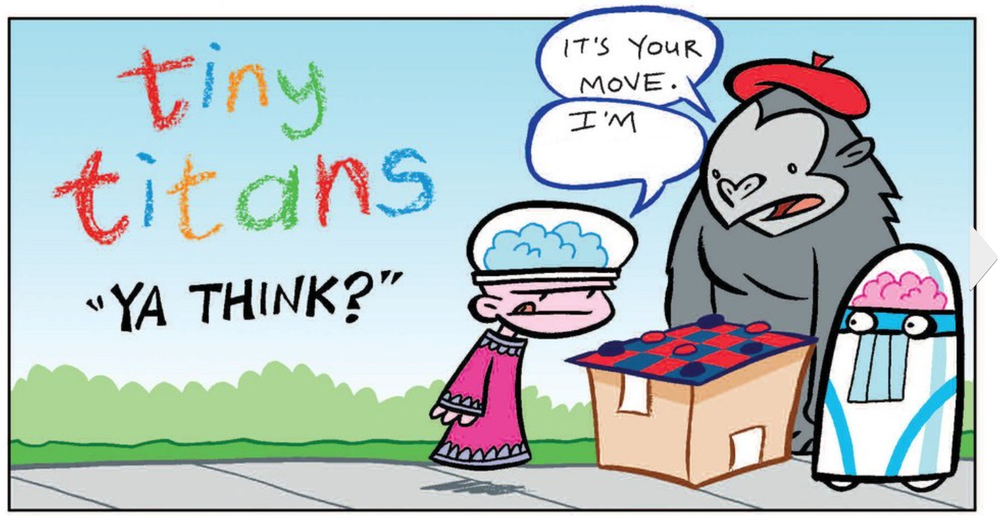 tiny
titans
"YA THINK?"
IT'S YOUR
MOVE.
I'M